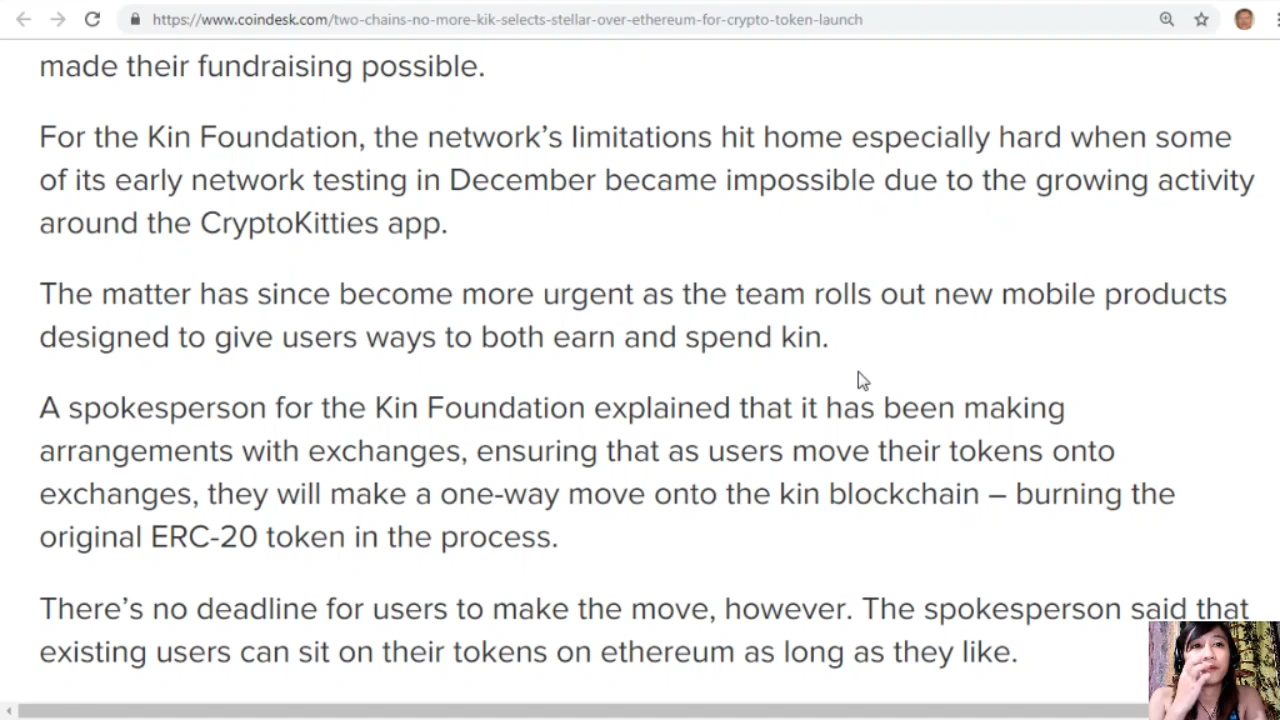 https://www.coindesk.com/two-chains-no-more-kik-selects-stellar-over-ethereum-for-crypto-token-launch
made their fundraising possible.
For the Kin Foundation, the network’s limitations hit home especially hard when some
of its early network testing in December became impossible due to the growing activity
around the CryptoKitties app.
The matter has since become more urgent as the team rolls out new mobile products
designed to give users ways to both earn and spend kin.
A spokesperson for the Kin Foundation explained that it has been making
arrangements with exchanges, ensuring that as users move their tokens onto
exchanges, they will make a one-way move onto the kin blockchain – burning the
original ERC-20 token in the process.
There’s no deadline for users to make the move, however. The spokesperson said that
existing users can sit on their tokens on ethereum as long as they like.